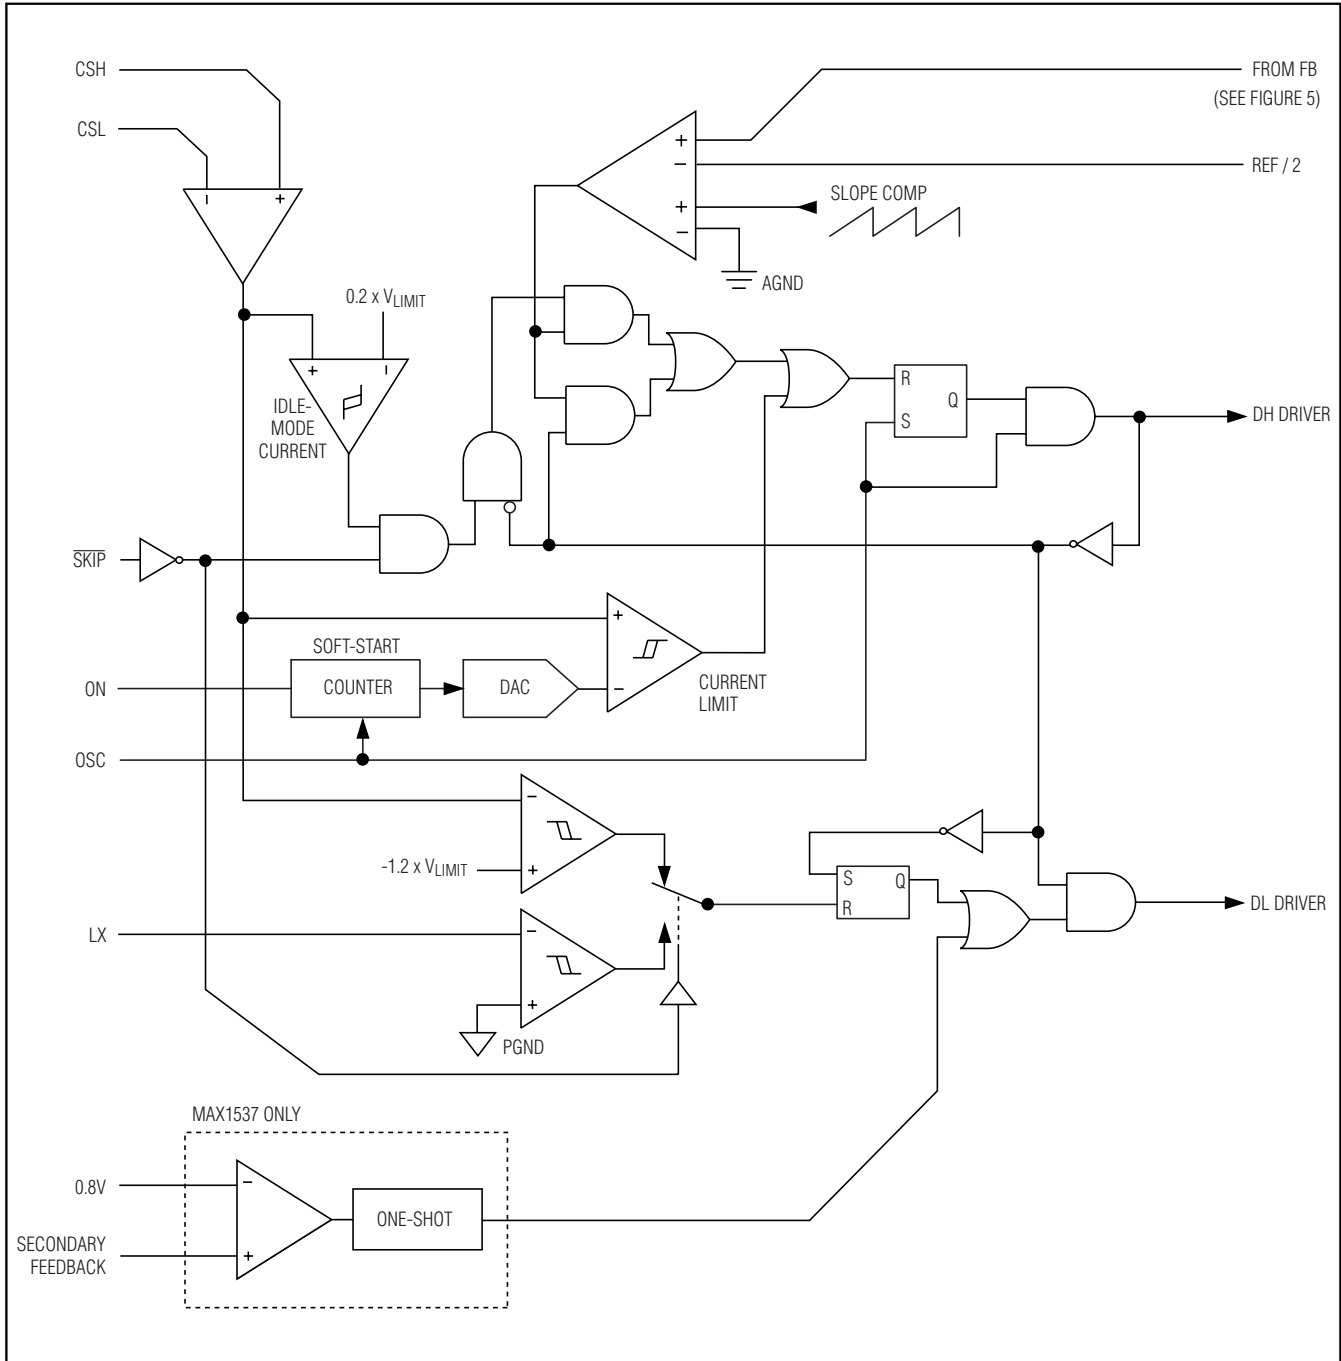 CSH
FROM FB
(SEE FIGURE 5)
CSL
+
−
REF / 2
−
+
+
SLOPE COMP
−
AGND
0.2 x VLIMIT
+
−
IDLE-
MODE
CURRENT
R
Q
S
DH DRIVER
SKIP
+
SOFT-START
COUNTER
DAC
−
CURRENT
LIMIT
ON
OSC
−
-1.2 x VLIMIT
+
S
Q
R
DL DRIVER
LX
−
+
PGND
MAX1537 ONLY
0.8V
−
ONE-SHOT
SECONDARY
FEEDBACK
+